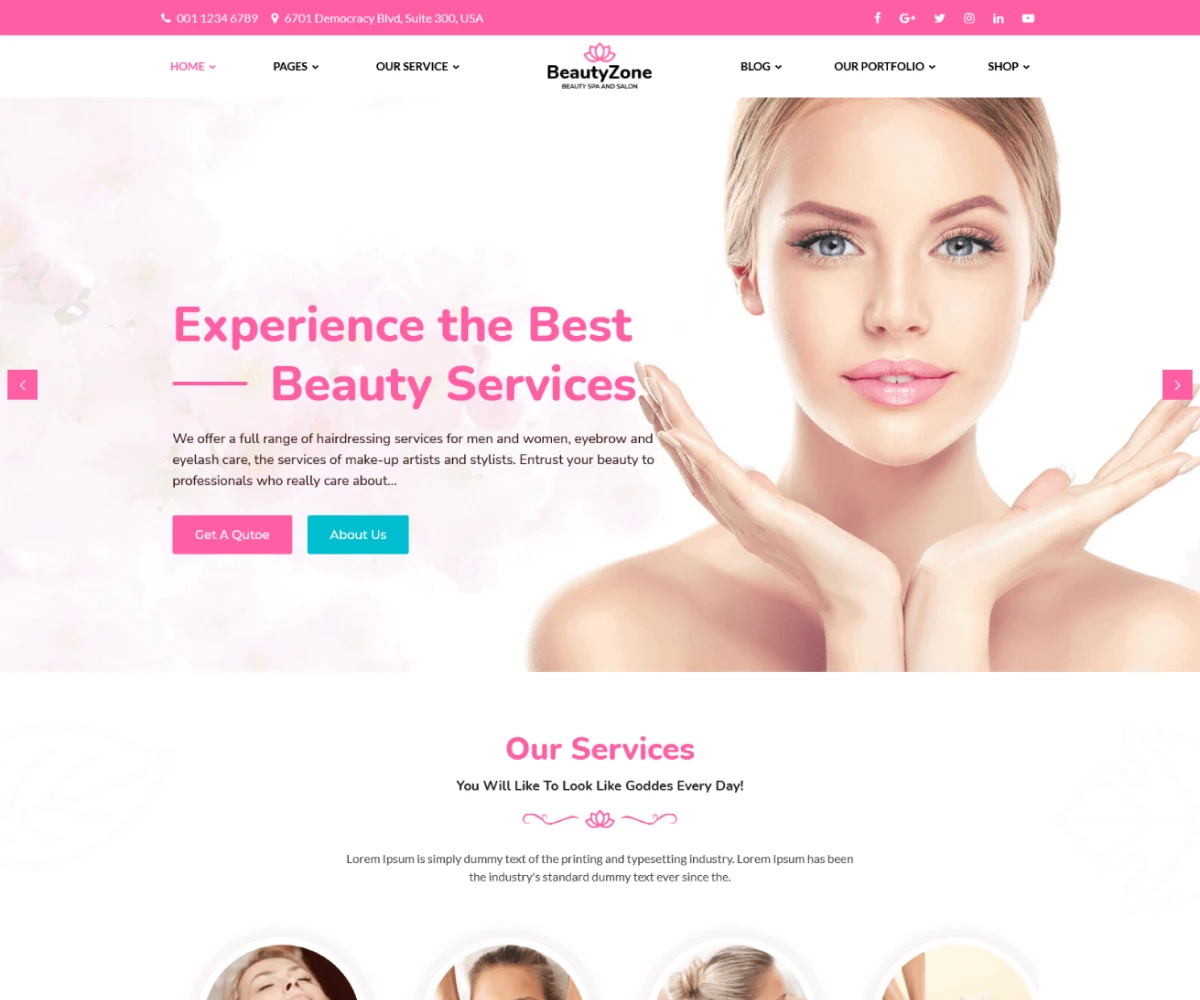 001 1234 6789 6701 Democracy Blvd, Suite 300, USA
HOME PAGES OUR SERVICE BeautyZone BLOG OUR PORTFOLIO SHOP
BEAUTY SPA AND SALON
Experience the Best
Beauty Services
We offer a full range of hairdressing services for men and women, eyebrow and
eyelash care, the services of make-up artists and stylists. Entrust your beauty to
professionals who really care about...
Get A Qutoe About Us
Our Services
You Will Like To Look Like Goddes Every Day!
Lorem Ipsum is simply dummy text of the printing and typesetting industry. Lorem Ipsum has been
the industry's standard dummy text ever since the.